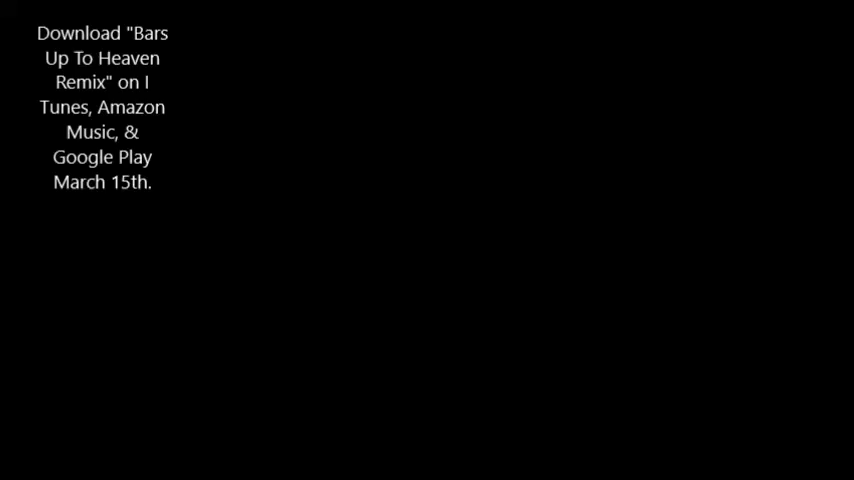 Download "Bars
Up To Heaven
Remix" on I
Tunes, Amazon
Music, &
Google Play
March 15th.